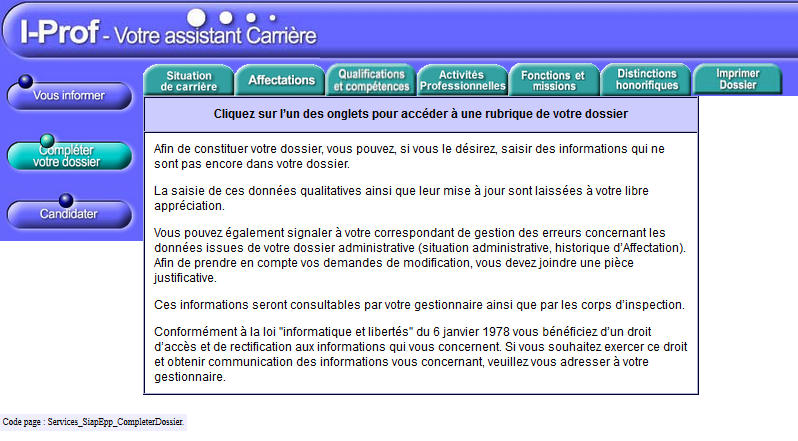 I-Prof - Votre assistant Carrière
Vous informer
Compléter
votre dossier
Candidater
Situation
de carrière
Affectations
Qualifications
et compétences
Activités
Professionnelles
Fonctions et
missions
Distinctions
honorifiques
Imprimer
Dossier
Cliquez sur l'un des onglets pour accéder à une rubrique de votre dossier
Afin de constituer votre dossier, vous pouvez, si vous le désirez, saisir des informations qui ne
sont pas encore dans votre dossier.
La saisie de ces données qualitatives ainsi que leur mise à jour sont laissées à votre libre
appréciation.
Vous pouvez également signaler à votre correspondant de gestion des erreurs concernant les
données issues de votre dossier administrative (situation administrative, historique d'Affectation).
Afin de prendre en compte vos demandes de modification, vous devez joindre une pièce
justificative.
Ces informations seront consultables par votre gestionnaire ainsi que par les corps d'inspection.
Conformément à la loi "informatique et libertés" du 6 janvier 1978 vous bénéficiez d'un droit
d'accès et de rectification aux informations qui vous concernent. Si vous souhaitez exercer ce droit
et obtenir communication des informations vous concernant, veuillez vous adresser à votre
gestionnaire.
Code page : Services_SiapEpp_CompleterDossier.